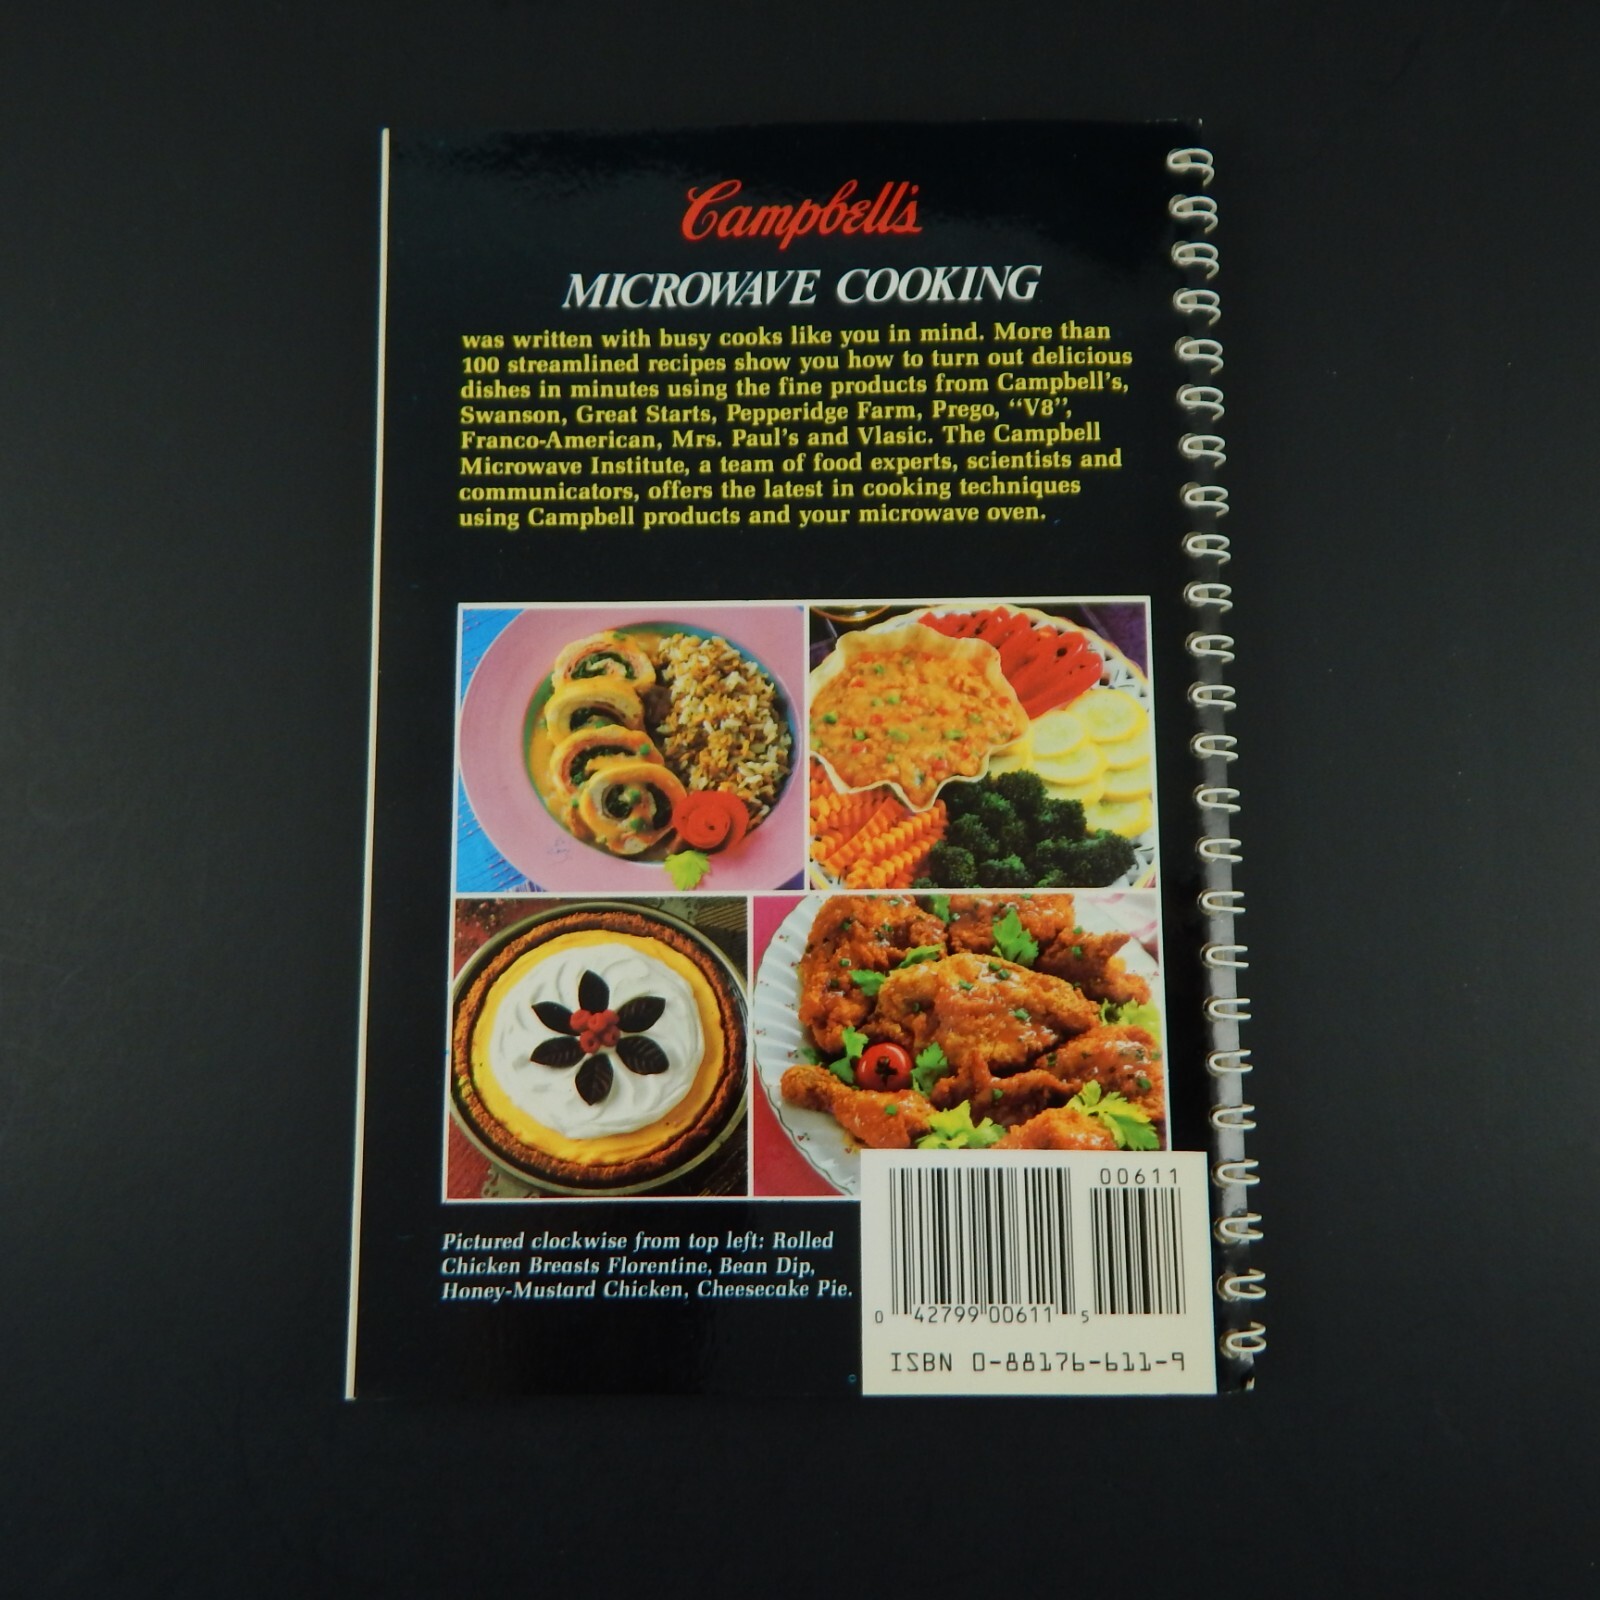 Campbell's
MICROWAVE COOKING
was written with busy cooks like you in mind. More than
100 streamlined recipes show you how to turn out delicious
dishes in minutes using the fine products from Campbell's,
Swanson, Great Starts, Pepperidge Farm, Prego, “V8”,
Franco-American, Mrs. Paul's and Vlasic. The Campbell
Microwave Institute, a team of food experts, scientists and
communicators, offers the latest in cooking techniques
using Campbell products and your microwave oven.
Pictured clockwise from top left: Rolled
Chicken Breasts Florentine, Bean Dip,
Honey-Mustard Chicken, Cheesecake Pie.
00611
0 42799 00611 5
ISBN 0-88176-611-9